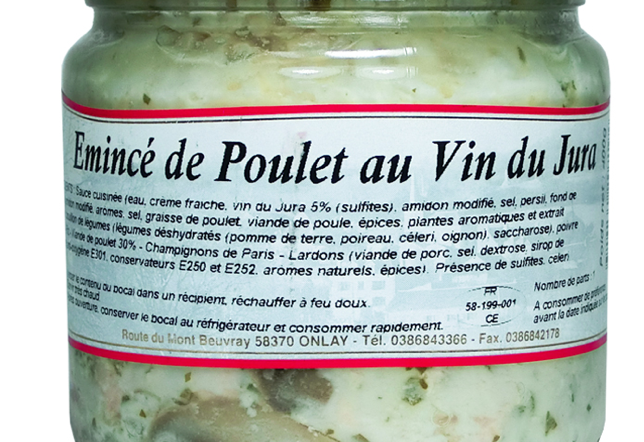 Emincé de Poulet au Vin du Jura
Sauce cuisinée (eau, crème fraiche, vin du Jura 5% (sulfites), amidon modifié, sel, persil, fond de
modifié, arômes, sel, graisse de poulet, viande de poule, épices, plantes aromatiques et extrait
de légumes (légumes déshydratés (pomme de terre, poireau, céleri, oignon), saccharose), poivre
de poulet 30% - Champignons de Paris - Lardons (viande de porc, sel, dextrose, sirop de
E301, conservateurs E250 et E252, arômes naturels, épices). Présence de sulfites, céleri
le contenu du bocal dans un récipient, réchauffer à feu doux.
chaud
ouverture, conserver le bocal au réfrigérateur et consommer rapidement.
FR
58-199-001
CE
Nombre de parts :
A consommer de
avant la date indiquée
Route du Mont Beuvray 58370 ONLAY - Tél. 0386843366 - Fax. 0386842178